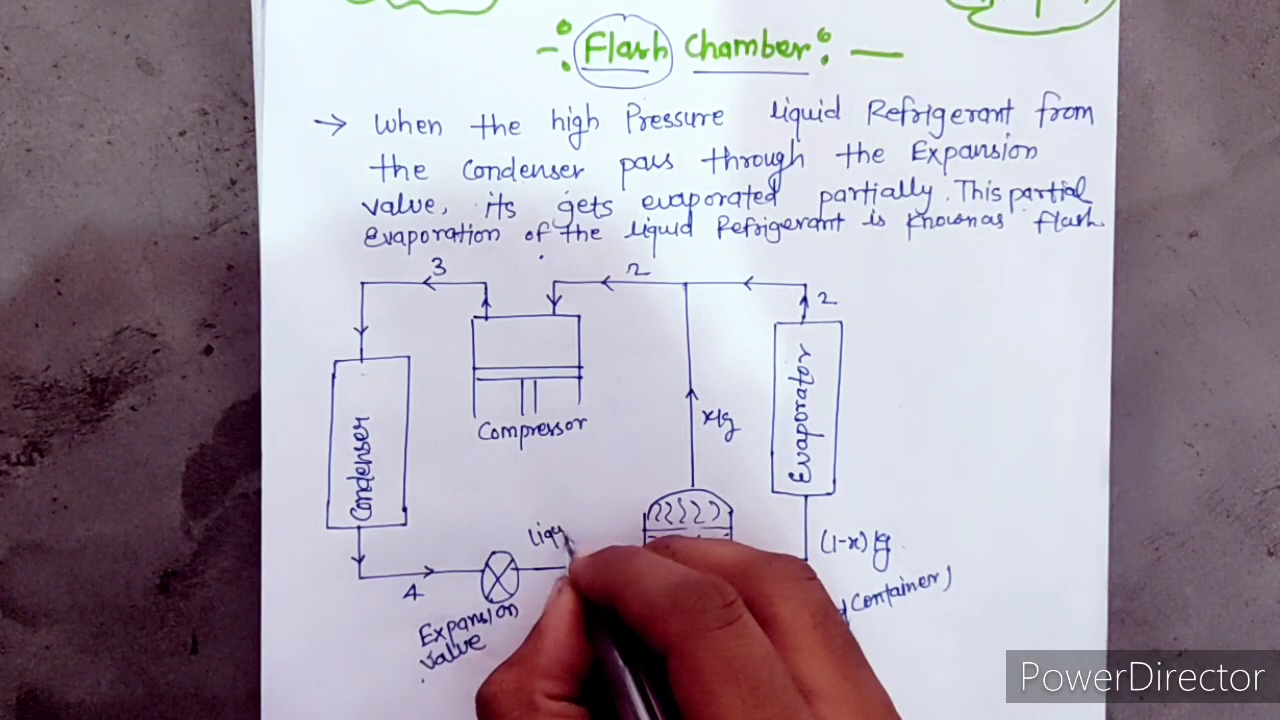 -: Flash Chamber : —
→ When the high Pressure liquid Refrigerant from
the Condenser pass through the Expansion
Valve, its gets evaporated partially. This partial
Evaporation of the liquid Refrigerant is known as flash
3
2
2
Condenser
Compressor
x kg
Evaporator
(1-x) kg
Container)
Liqu
4
Expansion
Valve
PowerDirector